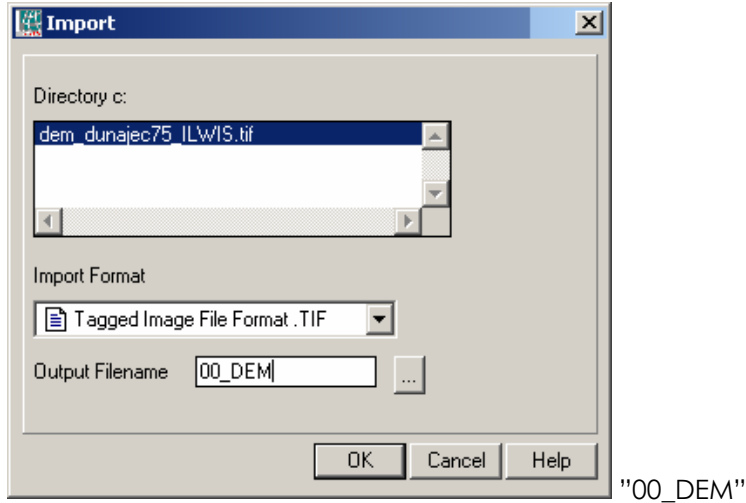 Import
Directory c:
dem_dunajec75_ILWIS.tif
Import Format
Tagged Image File Format .TIF
Output Filename 00_DEM ...
OK Cancel Help
”00_DEM”